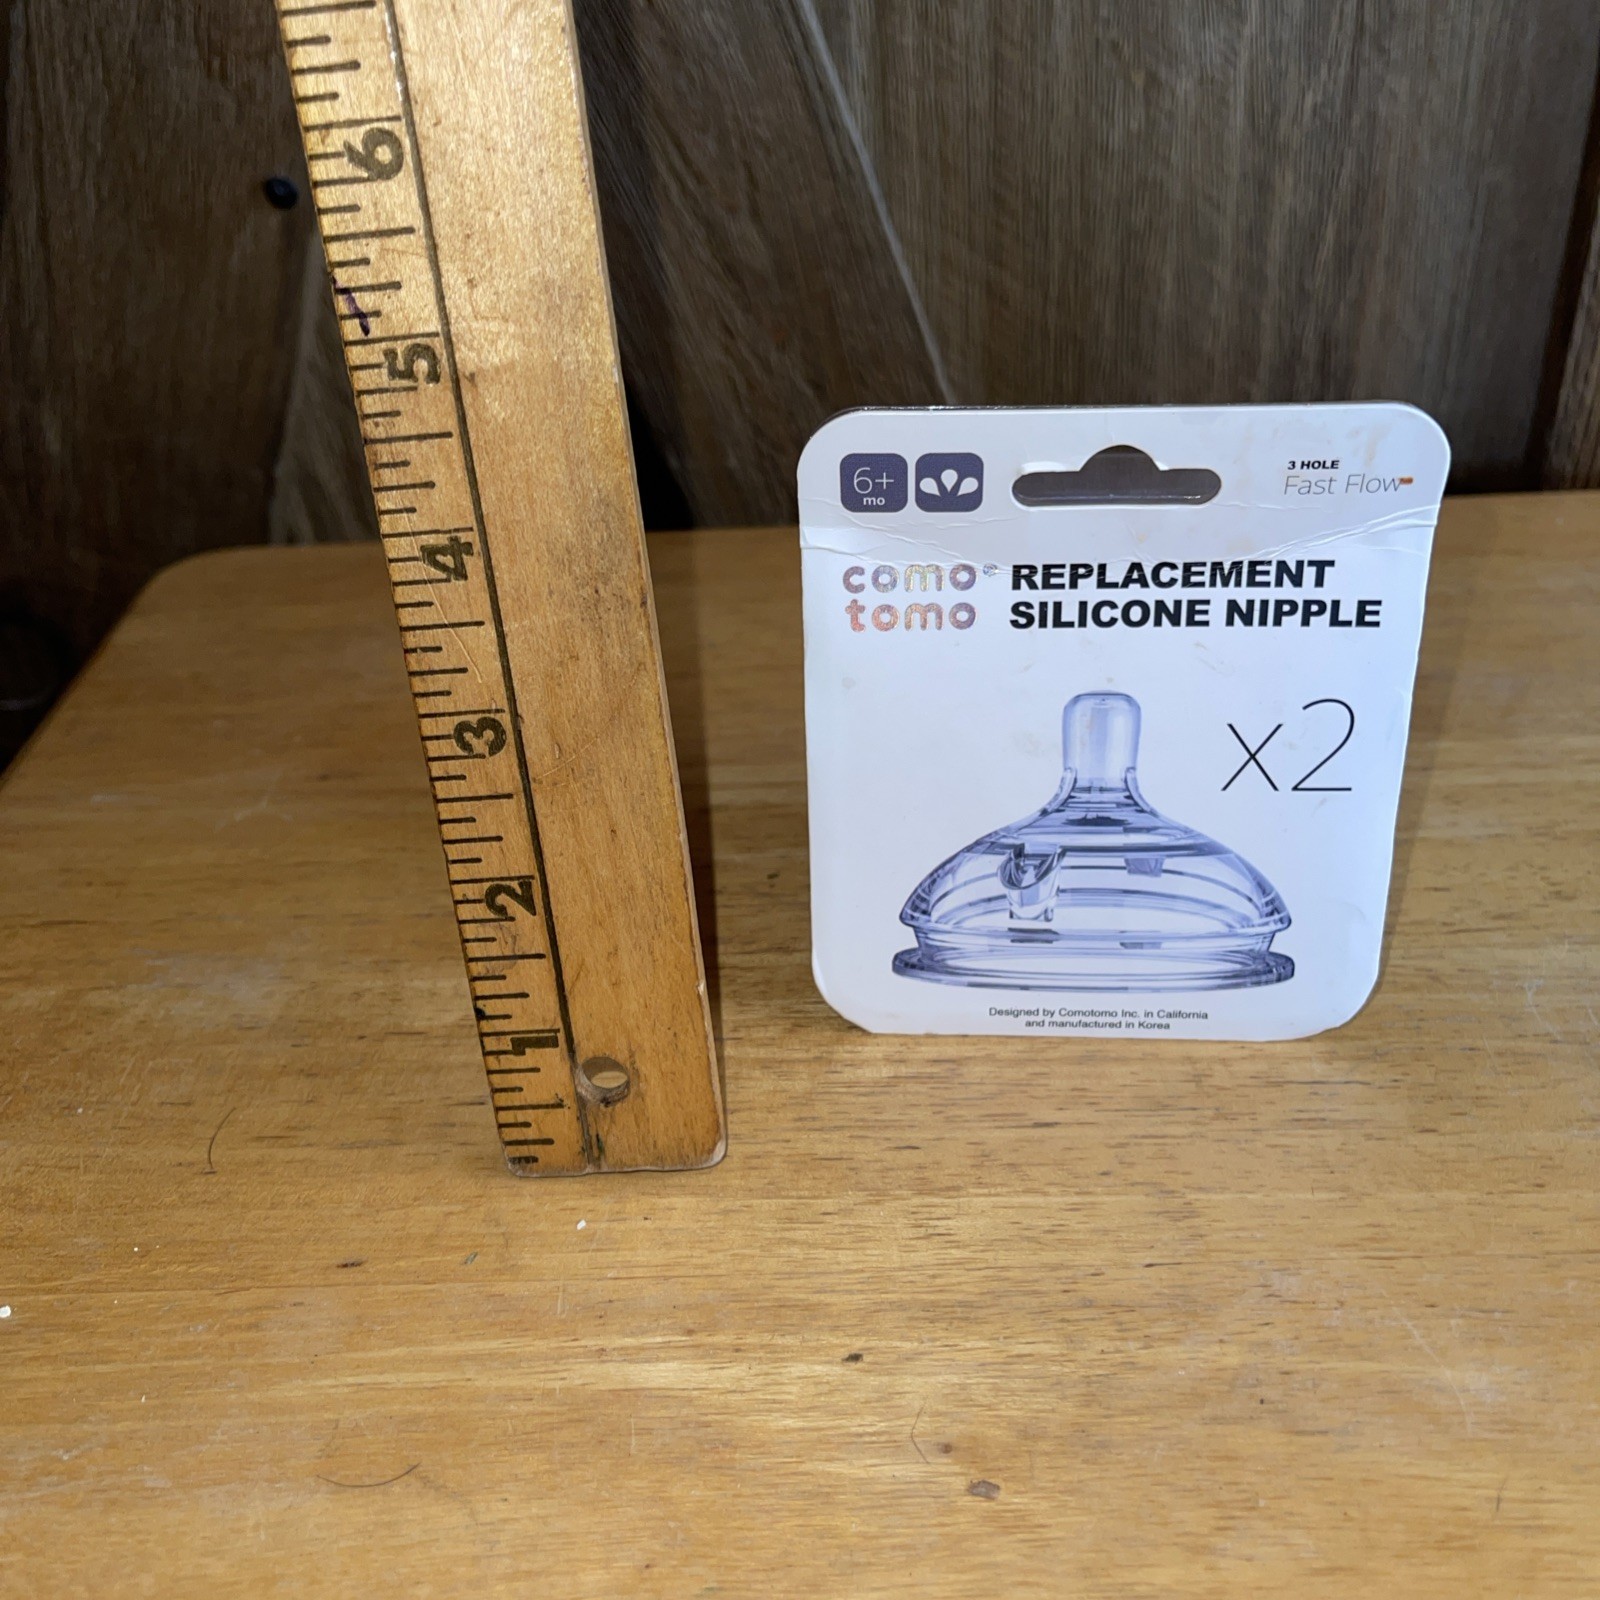 6
5
4
3
2
1
6+
mo
3 HOLE
Fast Flow
como®
tomo
REPLACEMENT
SILICONE NIPPLE
x2
Designed by Comotomo Inc. in California
and manufactured in Korea